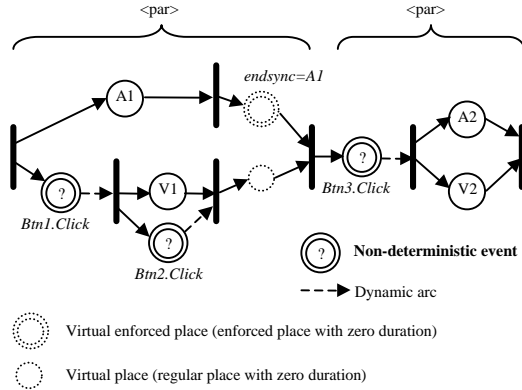 <par>
<par>
endsync=A1
A1
A2
?
?
V1
V2
Btn1.Click
Btn3.Click
?
Btn2.Click
? Non-deterministic event
Dynamic arc
Virtual enforced place (enforced place with zero duration)
Virtual place (regular place with zero duration)